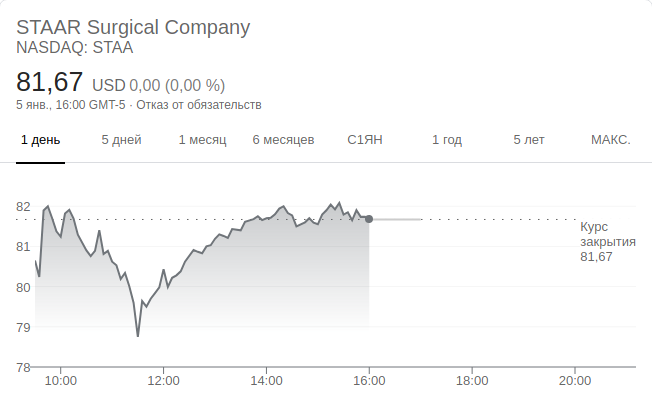 STAAR Surgical Company
NASDAQ: STAA
81,67 USD 0,00 (0,00 %)
5 янв., 16:00 GMT-5 · Отказ от обязательств
1 день 5 дней 1 месяц 6 месяцев С1ЯН 1 год 5 лет МАКС.
82
81
80
79
78
Курс
закрытия
81,67
10:00 12:00 14:00 16:00 18:00 20:00